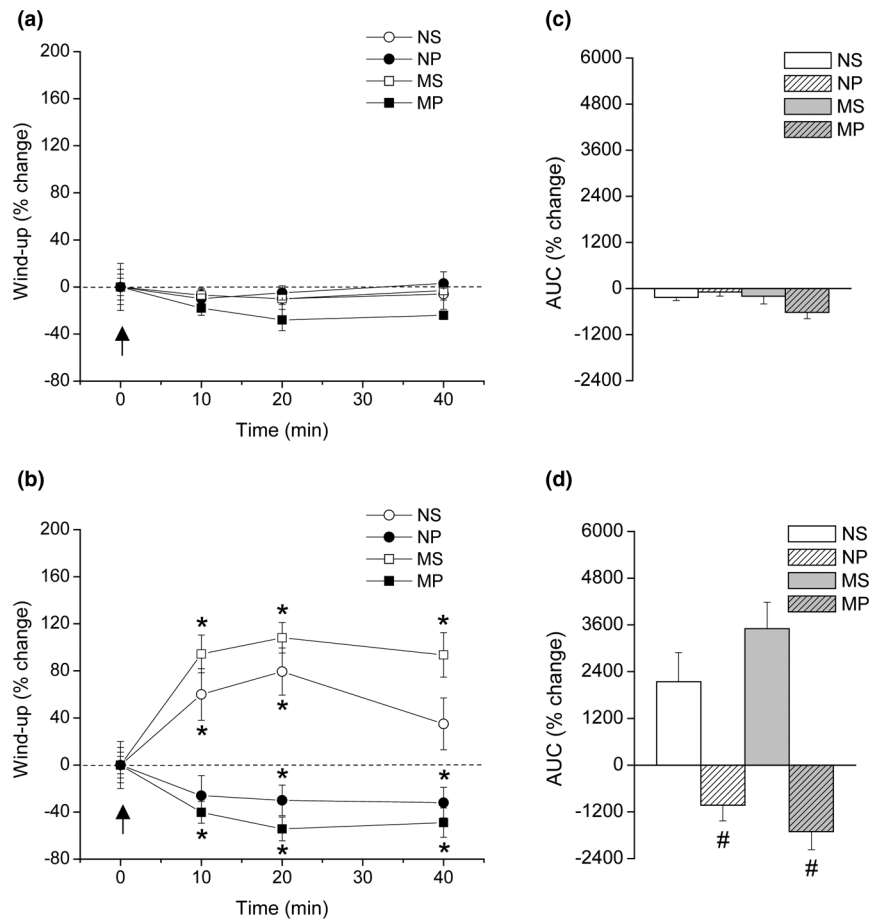 (a)
NS
NP
MS
MP
200
160
120
80
40
0
-40
-80
Wind-up (% change)
0 10 20 30 40
Time (min)
(c)
NS
NP
MS
MP
6000
4800
3600
2400
1200
0
-1200
-2400
AUC (% change)
(b)
NS
NP
MS
MP
200
160
120
80
40
0
-40
-80
Wind-up (% change)
* * *
* *
* *
* * *
0 10 20 30 40
Time (min)
(d)
NS
NP
MS
MP
6000
4800
3600
2400
1200
0
-1200
-2400
AUC (% change)
# #